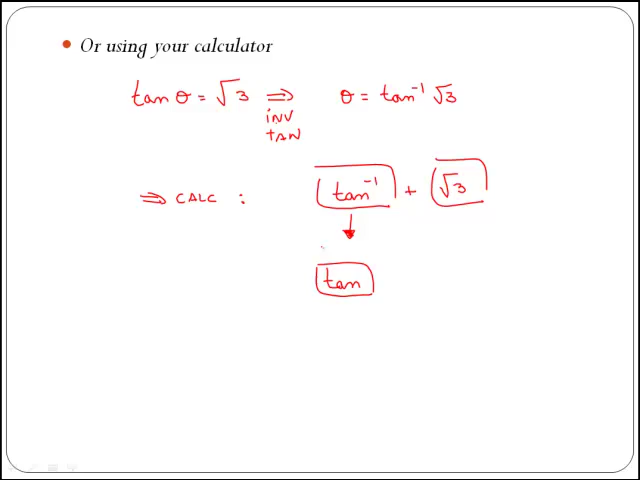 Or using your calculator
tan θ = √3 ⟹ θ = tan⁻¹ √3
INV
TAN
⟹ CALC : tan⁻¹ + √3
tan